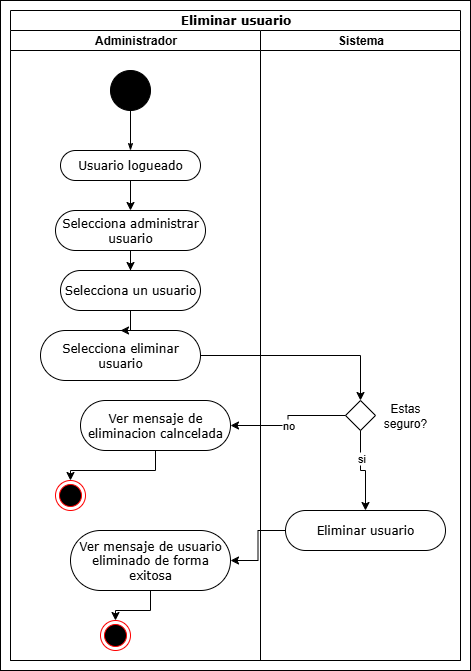 Eliminar usuario
Administrador
Sistema
Usuario logueado
Selecciona administrar
usuario
Selecciona un usuario
Selecciona eliminar
usuario
Estas
seguro?
no
Ver mensaje de
eliminacion calncelada
si
Eliminar usuario
Ver mensaje de usuario
eliminado de forma
exitosa